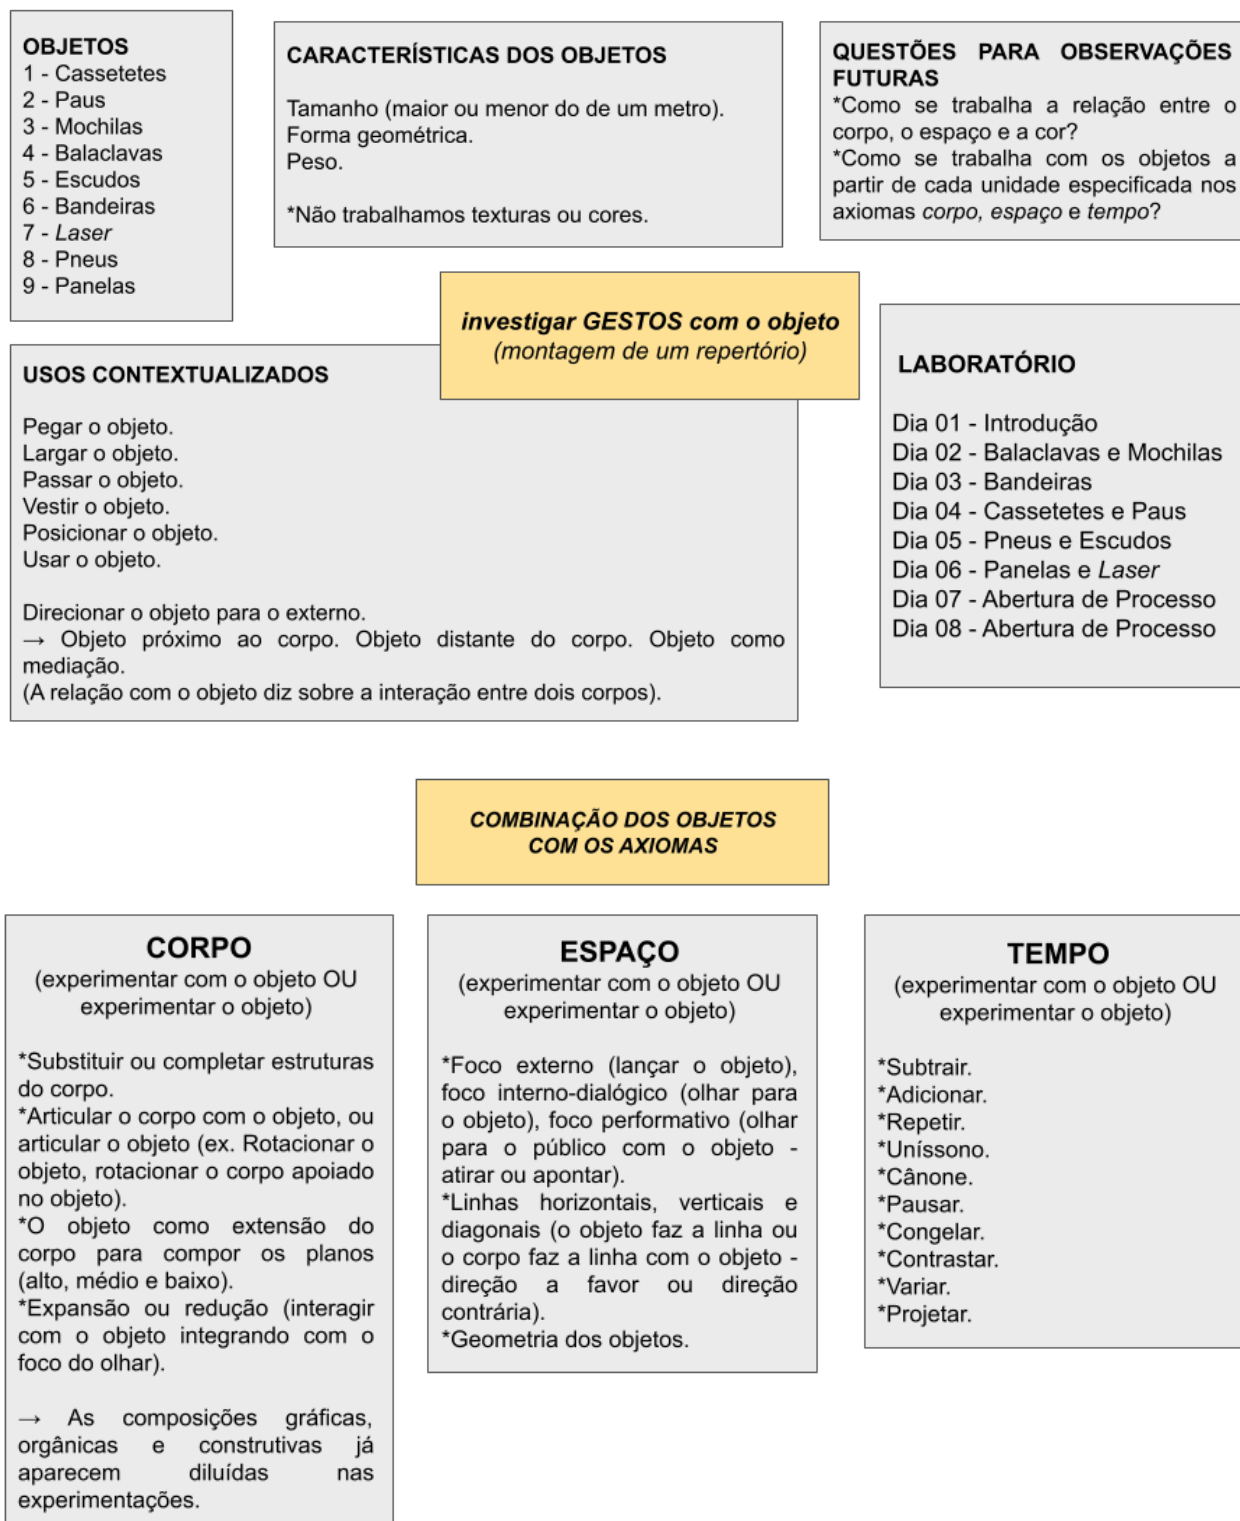 OBJETOS
1 - Cassetetes
2 - Paus
3 - Mochilas
4 - Balaclavas
5 - Escudos
6 - Bandeiras
7 - Laser
8 - Pneus
9 - Panelas
CARACTERÍSTICAS DOS OBJETOS
Tamanho (maior ou menor do de um metro).
Forma geométrica.
Peso.
*Não trabalhamos texturas ou cores.
QUESTÕES PARA OBSERVAÇÕES
FUTURAS
*Como se trabalha a relação entre o
corpo, o espaço e a cor?
*Como se trabalha com os objetos a
partir de cada unidade especificada nos
axiomas corpo, espaço e tempo?
investigar GESTOS com o objeto
(montagem de um repertório)
USOS CONTEXTUALIZADOS
Pegar o objeto.
Largar o objeto.
Passar o objeto.
Vestir o objeto.
Posicionar o objeto.
Usar o objeto.
Direcionar o objeto para o externo.
→ Objeto próximo ao corpo. Objeto distante do corpo. Objeto como
mediação.
(A relação com o objeto diz sobre a interação entre dois corpos).
LABORATÓRIO
Dia 01 - Introdução
Dia 02 - Balaclavas e Mochilas
Dia 03 - Bandeiras
Dia 04 - Cassetetes e Paus
Dia 05 - Pneus e Escudos
Dia 06 - Panelas e Laser
Dia 07 - Abertura de Processo
Dia 08 - Abertura de Processo
COMBINAÇÃO DOS OBJETOS
COM OS AXIOMAS
CORPO
(experimentar com o objeto OU
experimentar o objeto)
*Substituir ou completar estruturas
do corpo.
*Articular o corpo com o objeto, ou
articular o objeto (ex. Rotacionar o
objeto, rotacionar o corpo apoiado
no objeto).
*O objeto como extensão do
corpo para compor os planos
(alto, médio e baixo).
*Expansão ou redução (interagir
com o objeto integrando com o
foco do olhar).
→ As composições gráficas,
orgânicas e construtivas já
aparecem diluídas nas
experimentações.
ESPAÇO
(experimentar com o objeto OU
experimentar o objeto)
*Foco externo (lançar o objeto),
foco interno-dialógico (olhar para
o objeto), foco performativo (olhar
para o público com o objeto -
atirar ou apontar).
*Linhas horizontais, verticais e
diagonais (o objeto faz a linha ou
o corpo faz a linha com o objeto -
direção a favor ou direção
contrária).
*Geometria dos objetos.
TEMPO
(experimentar com o objeto OU
experimentar o objeto)
*Subtrair.
*Adicionar.
*Repetir.
*Uníssono.
*Cânone.
*Pausar.
*Congelar.
*Contrastar.
*Variar.
*Projetar.